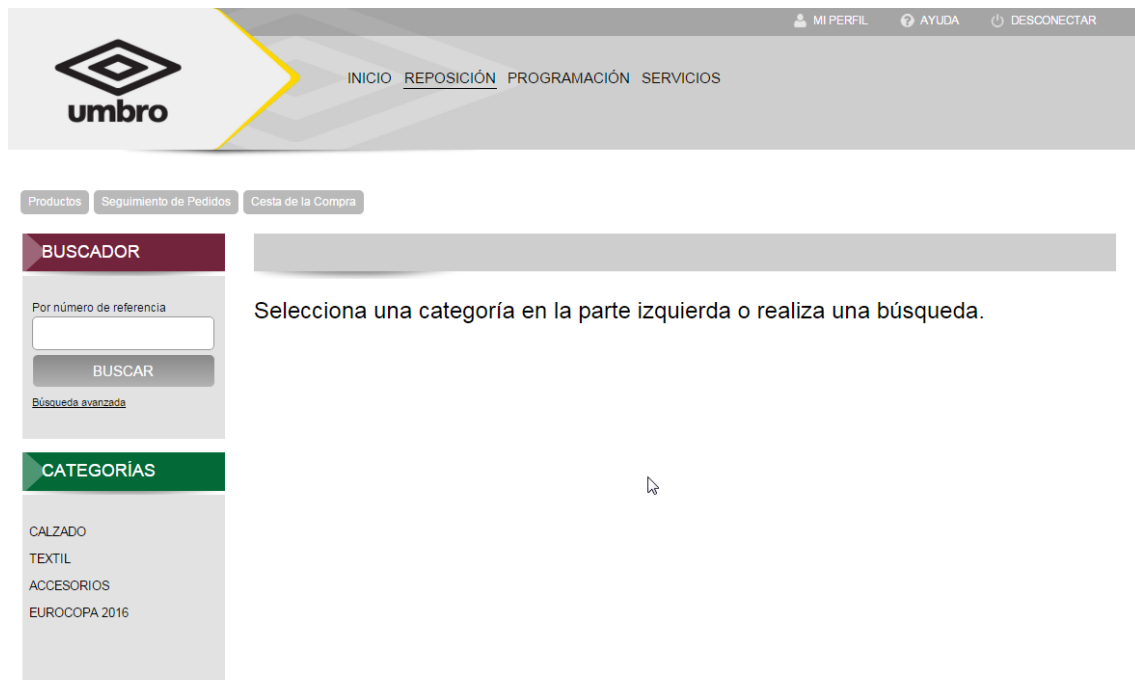 MI PERFIL AYUDA DESCONECTAR
umbro
INICIO REPOSICIÓN PROGRAMACIÓN SERVICIOS
Productos Seguimiento de Pedidos Cesta de la Compra
BUSCADOR
Por número de referencia
BUSCAR
Búsqueda avanzada
Selecciona una categoría en la parte izquierda o realiza una búsqueda.
CATEGORÍAS
CALZADO
TEXTIL
ACCESORIOS
EUROCOPA 2016